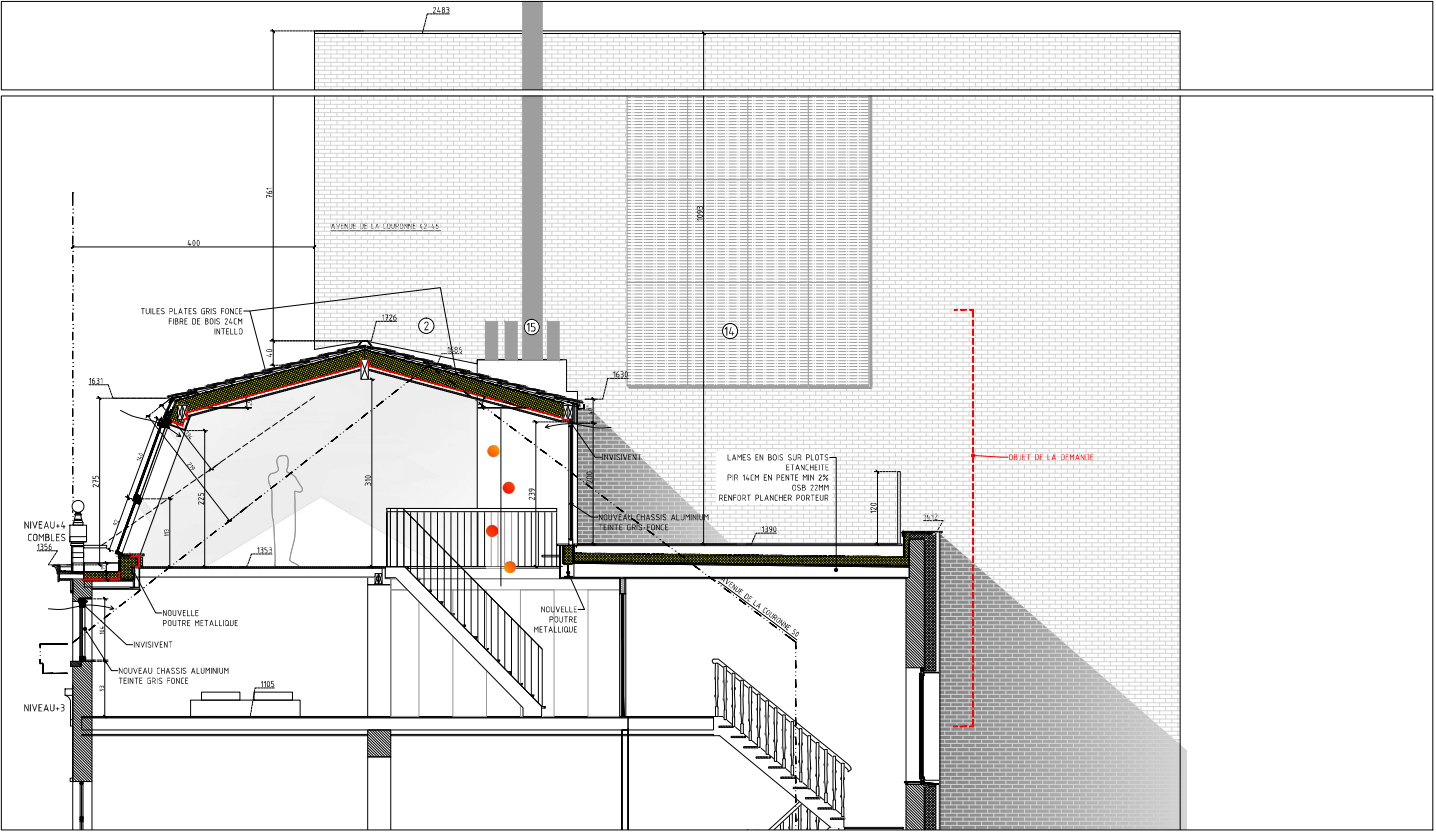 2483
761
1093
400
AVENUE DE LA COURONNE 42-46
TUILES PLATES GRIS FONCE
FIBRE DE BOIS 24CM
INTELLO
1726
2
15
14
40
1631
1630
275
225
310
239
INVISIVENT
NOUVEAU CHASSIS ALUMINIUM
TEINTE GRIS FONCE
LAMES EN BOIS SUR PLOTS
ETANCHEITE
PIR 14CM EN PENTE MIN 2%
OSB 22MM
RENFORT PLANCHER PORTEUR
120
OBJET DE LA DEMANDE
1390
NIVEAU+4
COMBLES
1356
1353
NOUVELLE
POUTRE METALLIQUE
INVISIVENT
NOUVEAU CHASSIS ALUMINIUM
TEINTE GRIS FONCE
NOUVELLE
POUTRE
METALLIQUE
AVENUE DE LA COURONNE 50
NIVEAU+3
1105